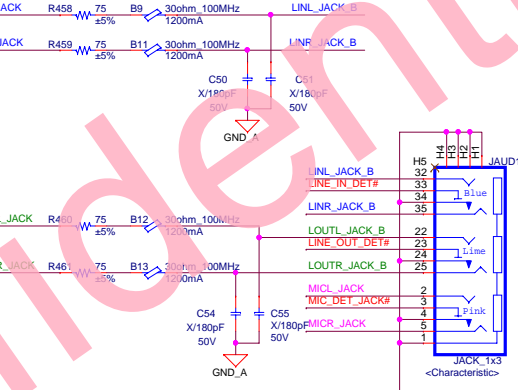 ACK R458 75 B9 30ohm_100MHz LINL_JACK_B
±5% 1200mA
JACK R459 75 B11 30ohm_100MHz LINR_JACK_B
±5% 1200mA
C50 C51
X/180pF X/180pF
50V 50V
GND_A
H4 H3 H2 H1
H5 JAUD1
LINL_JACK_B 32
LINE_IN_DET# 33 Blue
34
LINR_JACK_B 35
_JACK R460 75 B12 30ohm_100MHz
±5% 1200mA
LOUTL_JACK_B 22
LINE_OUT_DET# 23 Lime
24
R_JACK R461 75 B13 30ohm_100MHz LOUTR_JACK_B 25
±5% 1200mA
MICL_JACK 2
MIC_DET_JACK# 3 Pink
4
MICR_JACK 5
1
C54 C55
X/180pF X/180pF
50V 50V
GND_A
JACK_1x3
<Characteristic>
ident